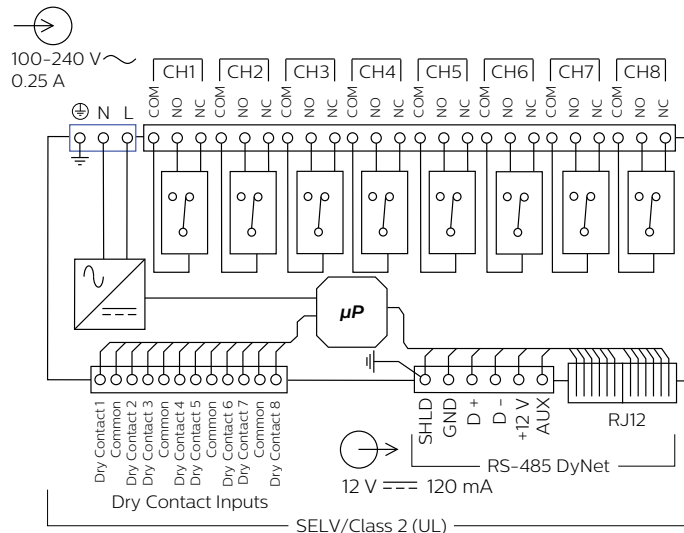 100-240 V
0.25 A
CH1 CH2 CH3 CH4 CH5 CH6 CH7 CH8
N L
COM NO NC COM NO NC COM NO NC COM NO NC COM NO NC COM NO NC COM NO NC COM NO NC
µP
Dry Contact 1
Common
Dry Contact 2
Dry Contact 3
Common
Dry Contact 4
Dry Contact 5
Common
Dry Contact 6
Dry Contact 7
Common
Dry Contact 8
SHLD
GND
D +
D -
+12 V
AUX
RJ12
RS-485 DyNet
12 V 120 mA
Dry Contact Inputs
SELV/Class 2 (UL)